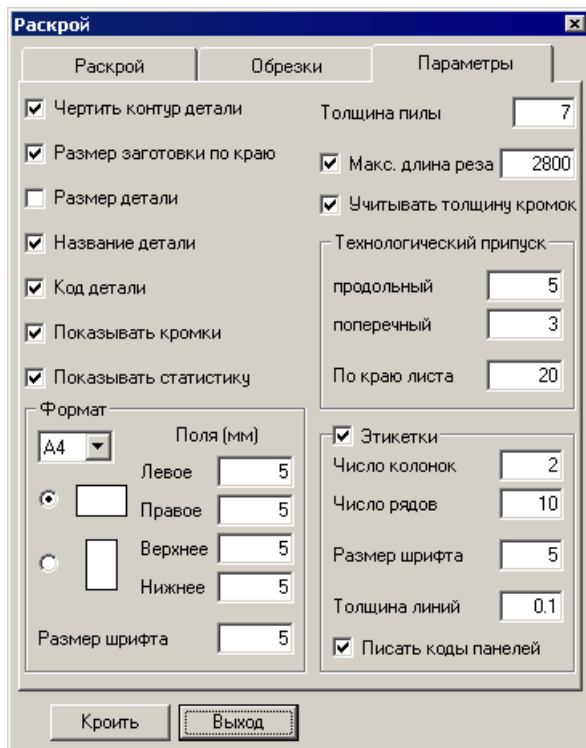 Раскрой
Раскрой Обрезки Параметры
Чертить контур детали
Размер заготовки по краю
Размер детали
Название детали
Код детали
Показывать кромки
Показывать статистику
Формат
A4
Поля (мм)
Левое 5
Правое 5
Верхнее 5
Нижнее 5
Размер шрифта 5
Толщина пилы 7
Макс. длина реза 2800
Учитывать толщину кромок
Технологический припуск
продольный 5
поперечный 3
По краю листа 20
Этикетки
Число колонок 2
Число рядов 10
Размер шрифта 5
Толщина линий 0.1
Писать коды панелей
Кроить Выход